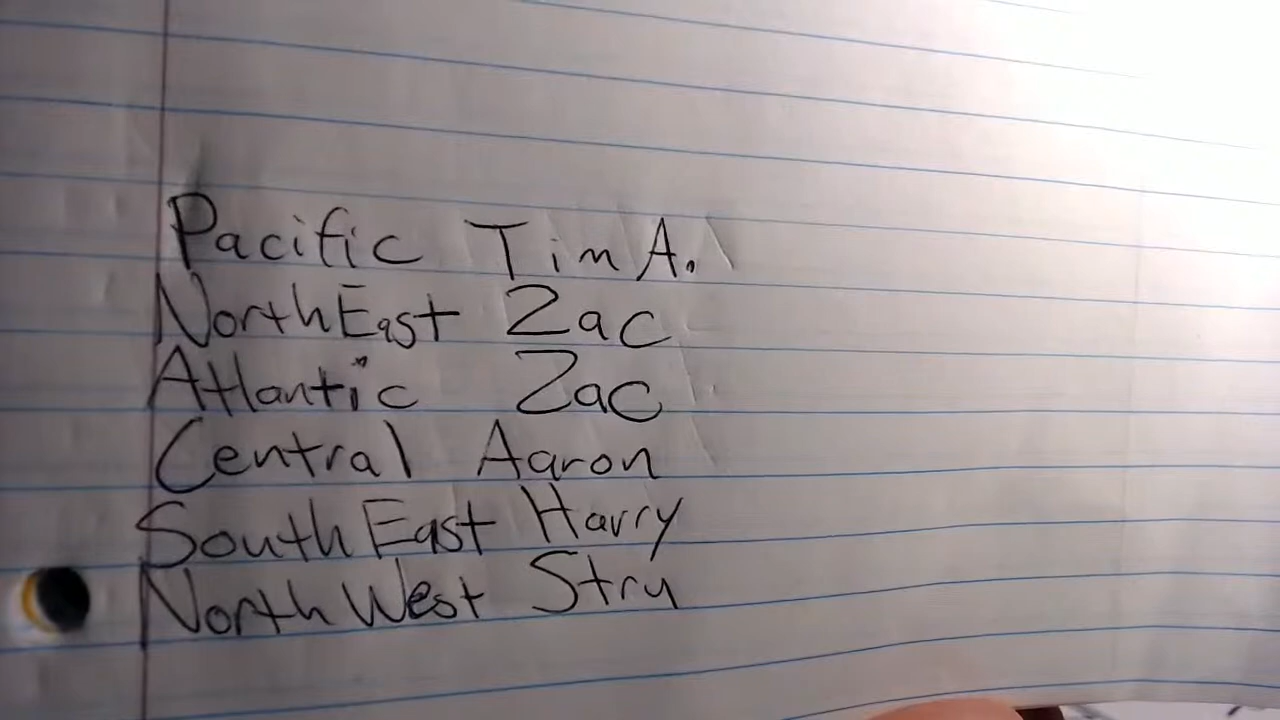 Pacific Tim A.
NorthEast Zac
Atlantic Zac
Central Aaron
SouthEast Harry
NorthWest Stru